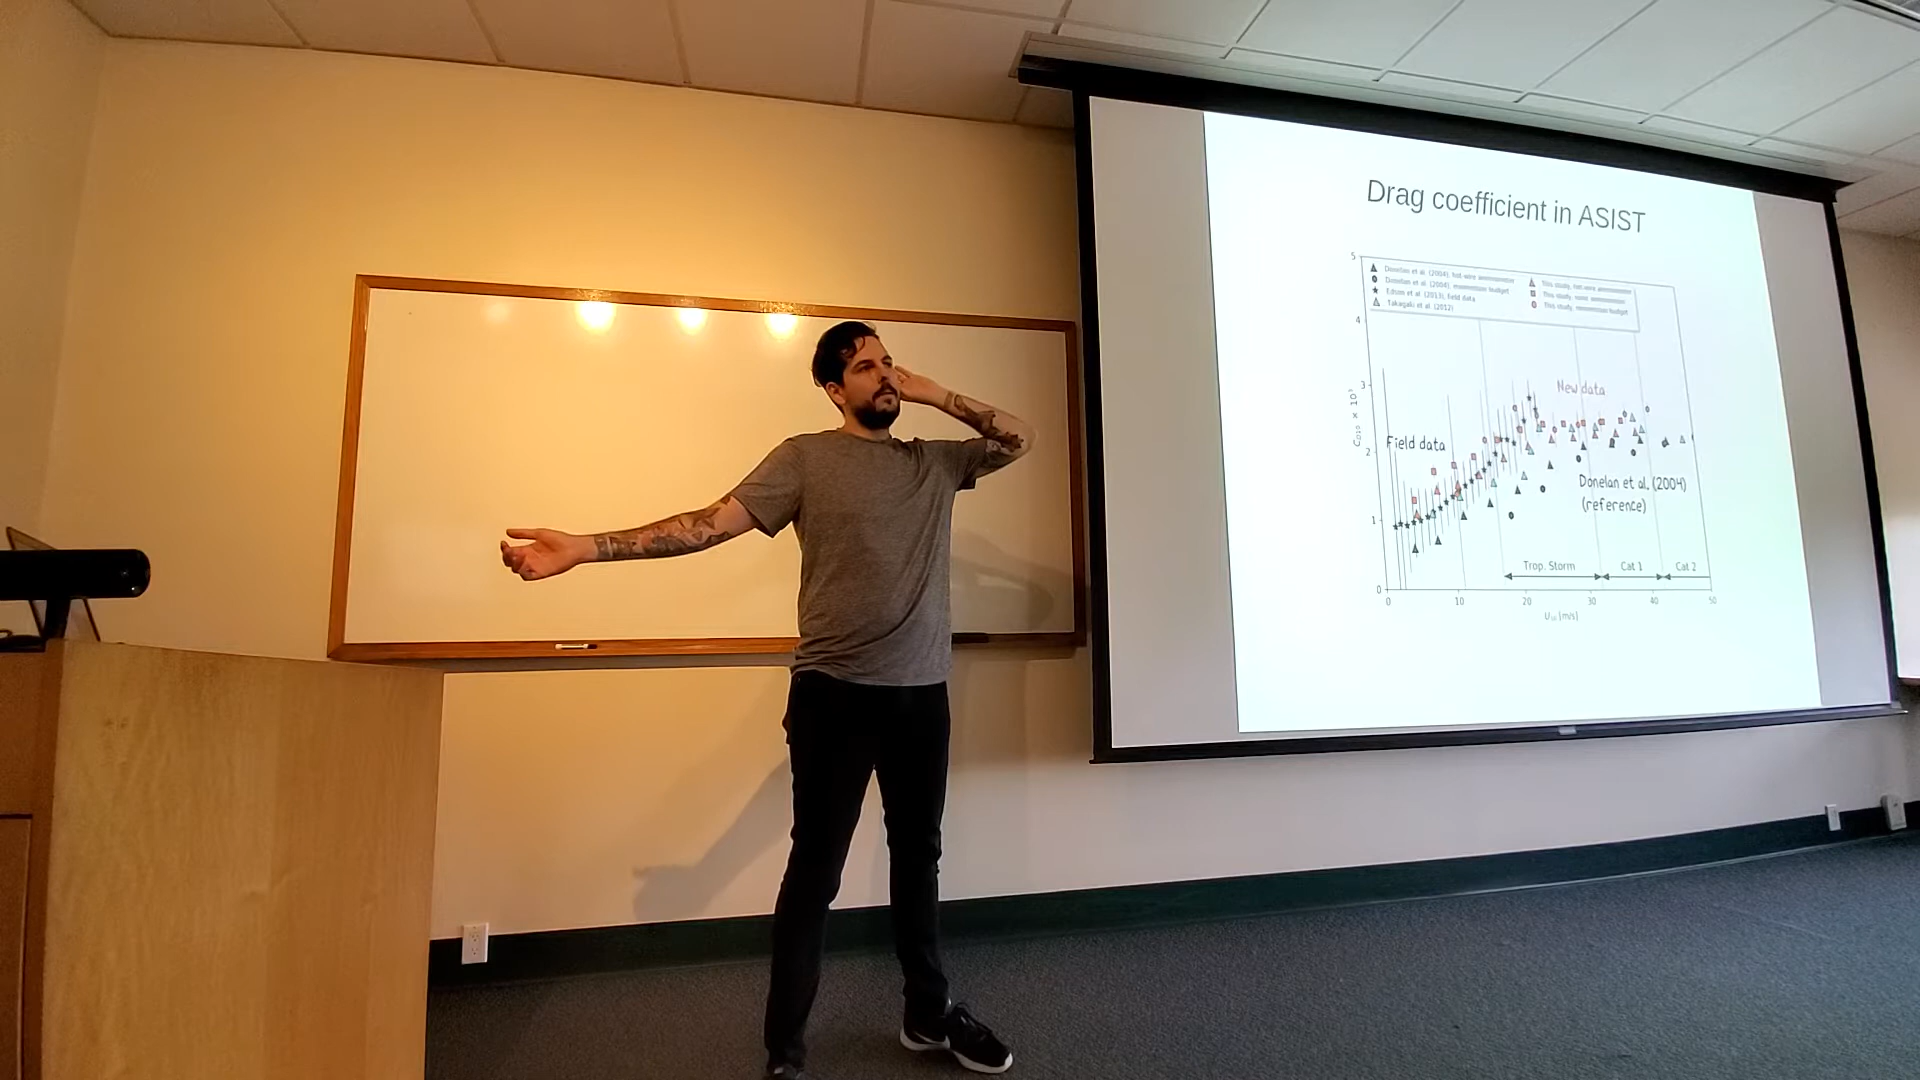 Drag coefficient in ASIST
5
Donelan et al. (2004), hot-wire anemometer
Donelan et al. (2004), momentum budget
Edson et al. (2013), field data
Takagaki et al. (2012)
This study, hot-wire anemometer
This study, sonic anemometer
This study, momentum budget
4
3
New data
Field data
2
Donelan et al. (2004)
(reference)
1
Trop. Storm
Cat 1
Cat 2
0
0 10 20 30 40 50
U₁₀ (m/s)
C_D10 × 10³